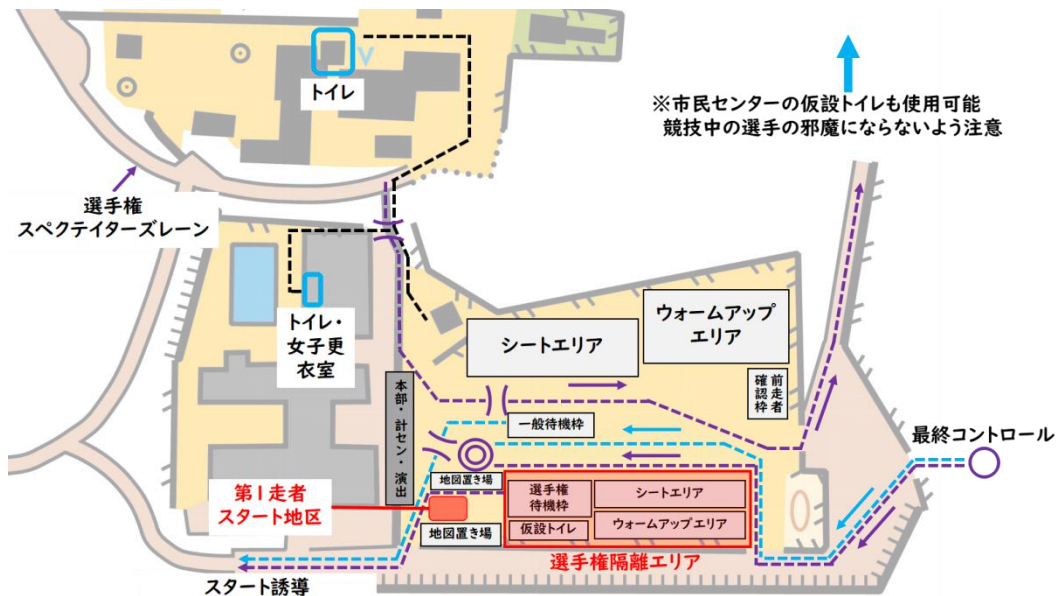 トイレ
※市民センターの仮設トイレも使用可能
競技中の選手の邪魔にならないよう注意
選手権
スペクテイターズレーン
トイレ・
女子更
衣室
シートエリア
ウォームアップ
エリア
前走者
確認枠
本部・計セン・演出
一般待機枠
最終コントロール
地図置き場
第1走者
スタート地区
地図置き場
選手権
待機枠
シートエリア
仮設トイレ
ウォームアップエリア
選手権隔離エリア
スタート誘導